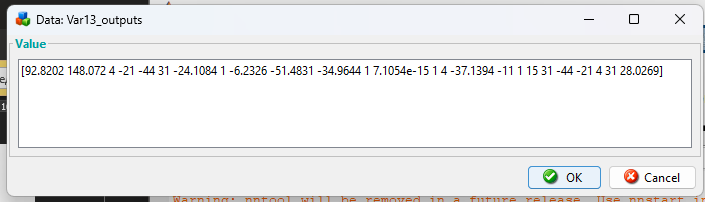 Data: Var13_outputs
Value
[92.8202 148.072 4 -21 -44 31 -24.1084 1 -6.2326 -51.4831 -34.9644 1 7.1054e-15 1 4 -37.1394 -11 1 15 31 -44 -21 4 31 28.0269]
OK
Cancel
Warning: nntool will be removed in a future release. Use nnstart in